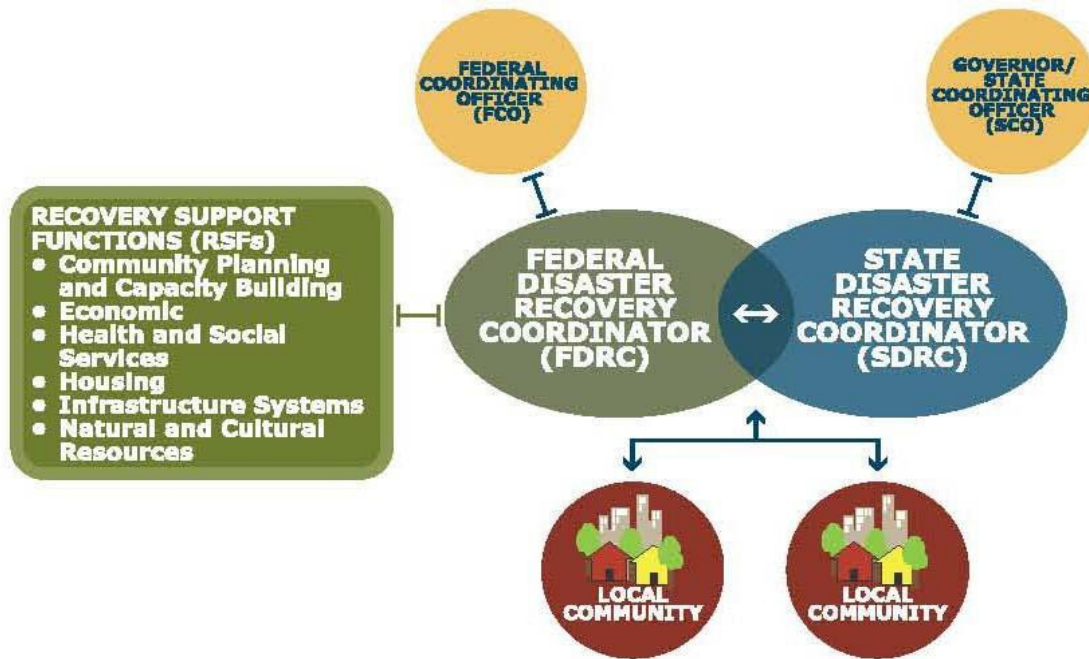 FEDERAL
COORDINATING
OFFICER
(FCO)
GOVERNOR/
STATE
COORDINATING
OFFICER
(SCO)
RECOVERY SUPPORT
FUNCTIONS (RSFs)
● Community Planning
and Capacity Building
● Economic
● Health and Social
Services
● Housing
● Infrastructure Systems
● Natural and Cultural
Resources
FEDERAL
DISASTER
RECOVERY
COORDINATOR
(FDRC)
STATE
DISASTER
RECOVERY
COORDINATOR
(SDRC)
LOCAL
COMMUNITY
LOCAL
COMMUNITY